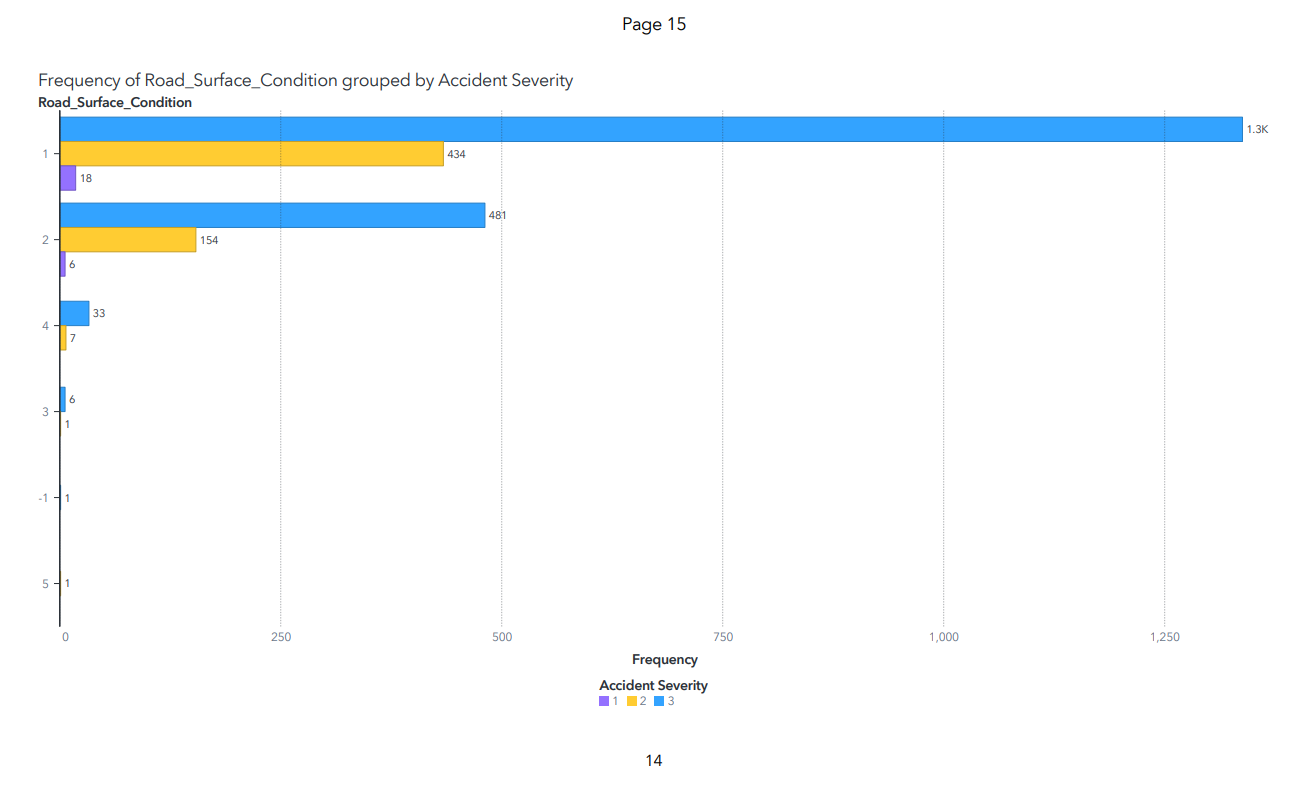 Page 15
Frequency of Road_Surface_Condition grouped by Accident Severity
Road_Surface_Condition
1.3K
1 434
18
481
2 154
6
33
4
7
6
3
1
-1 1
5 1
0 250 500 750 1,000 1,250
Frequency
Accident Severity
1 2 3
14